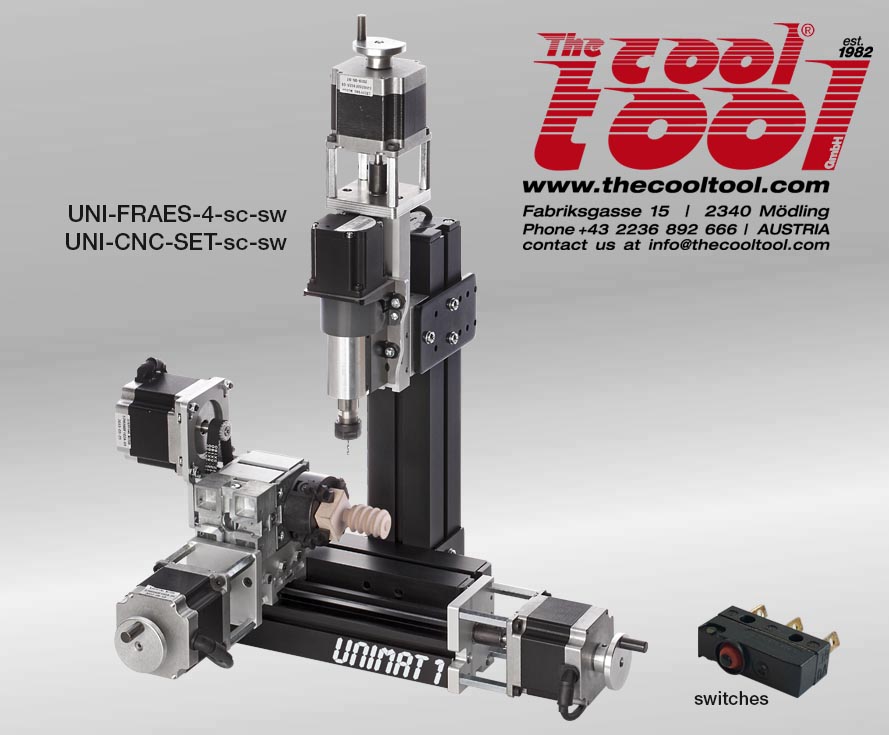 The cool tool® GmbH
est. 1982
www.thecooltool.com
Fabriksgasse 15 | 2340 Mödling
Phone +43 2236 892 666 | AUSTRIA
contact us at info@thecooltool.com
UNI-FRAES-4-sc-sw
UNI-CNC-SET-sc-sw
UNIMAT 1
switches